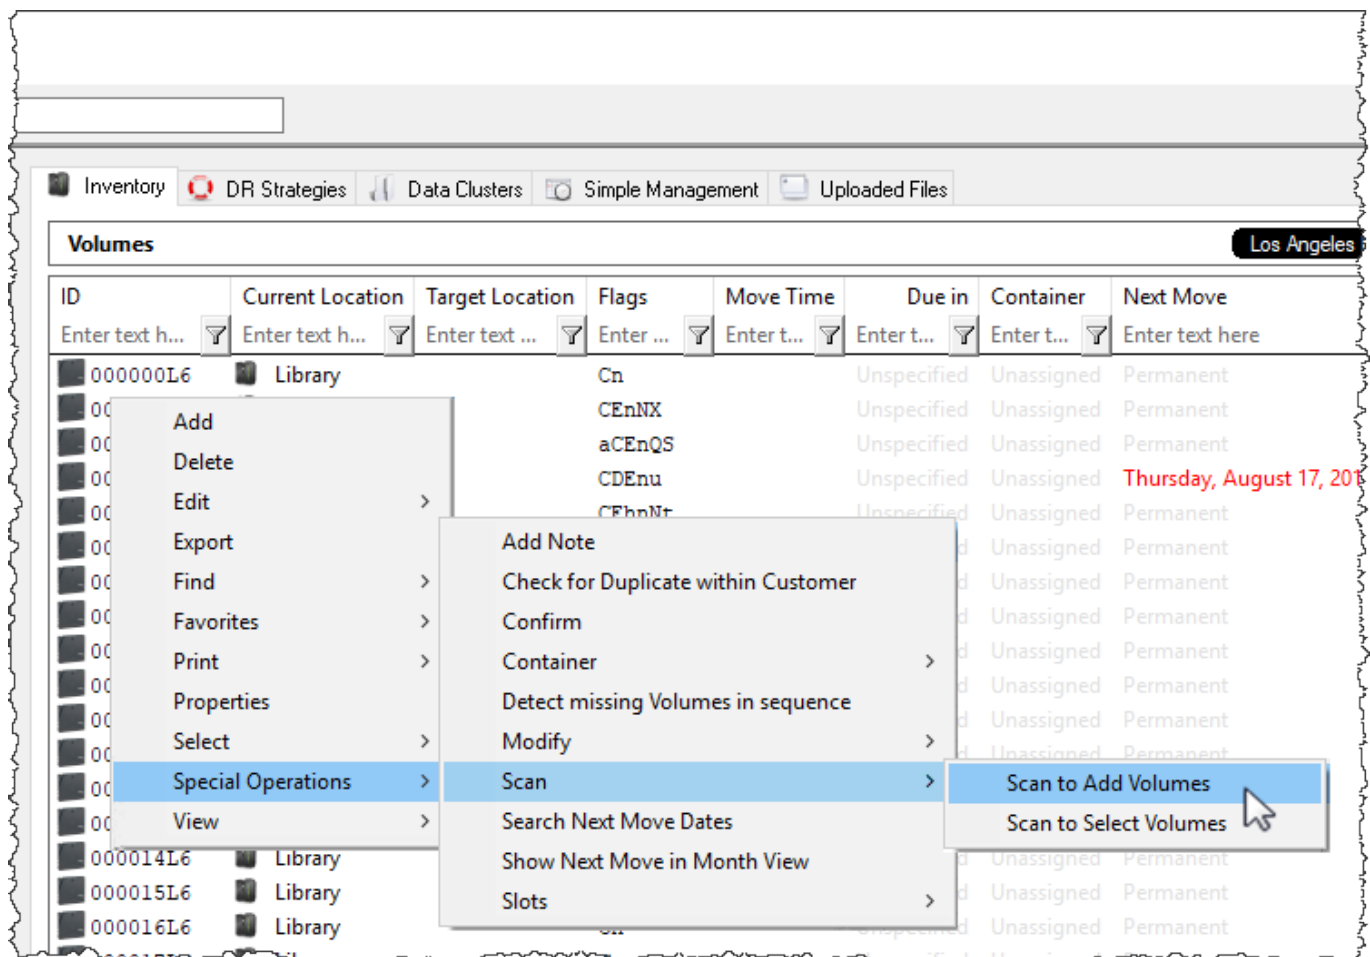 Inventory DR Strategies Data Clusters Simple Management Uploaded Files
Volumes Los Angeles
ID Current Location Target Location Flags Move Time Due in Container Next Move
Enter text h... Enter text h... Enter text ... Enter ... Enter t... Enter t... Enter t... Enter text here
000000L6 Library Cn Unspecified Unassigned Permanent
CEnNX Unspecified Unassigned Permanent
Add
aCEnQS Unspecified Unassigned Permanent
Delete
CDEnu Unspecified Unassigned Thursday, August 17, 201
Edit
CEhnNt Unspecified Unassigned Permanent
Export Add Note
Unassigned Permanent
Find Check for Duplicate within Customer
Unassigned Permanent
Favorites Confirm
Unassigned Permanent
Print Container
Unassigned Permanent
Properties Detect missing Volumes in sequence
Unassigned Permanent
Unassigned Permanent
Select Modify
Unassigned Permanent
Special Operations Scan Scan to Add Volumes
View Search Next Move Dates Scan to Select Volumes
000014L6 Library Show Next Move in Month View Unassigned Permanent
000015L6 Library Slots Unassigned Permanent
000016L6 Library Unspecified Unassigned Permanent